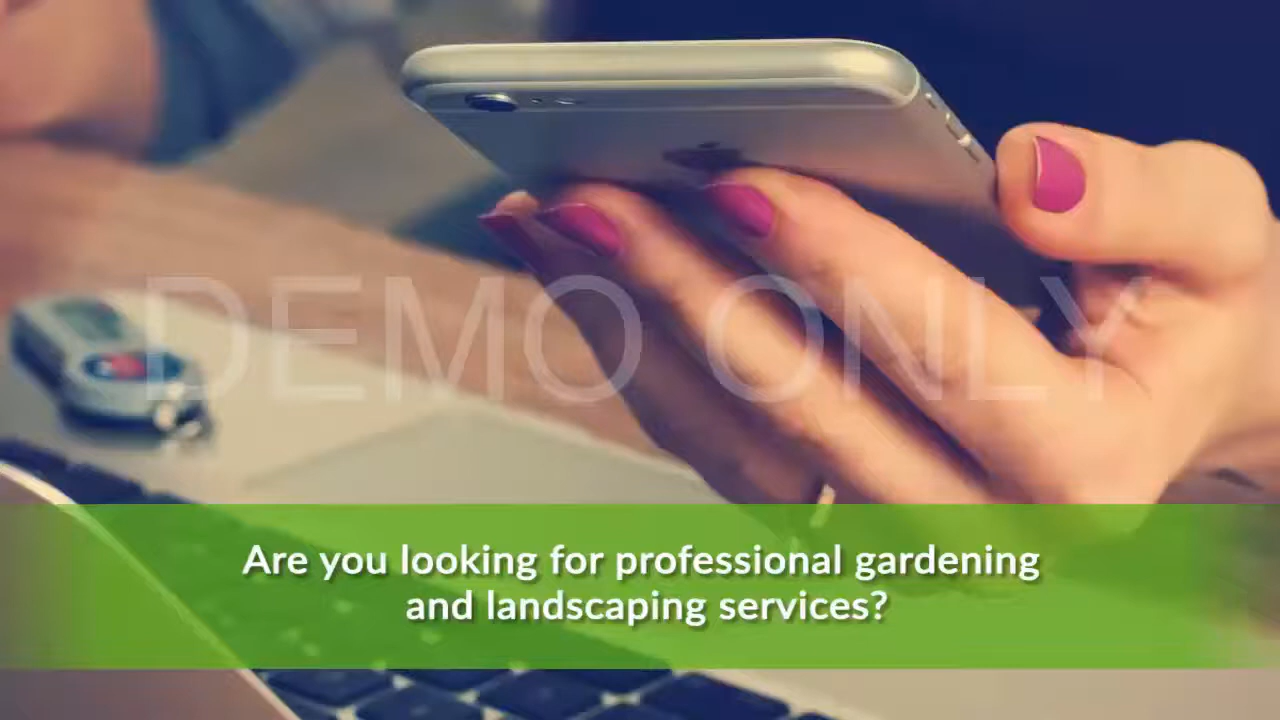 DEMO ONLY
Are you looking for professional gardening
and landscaping services?